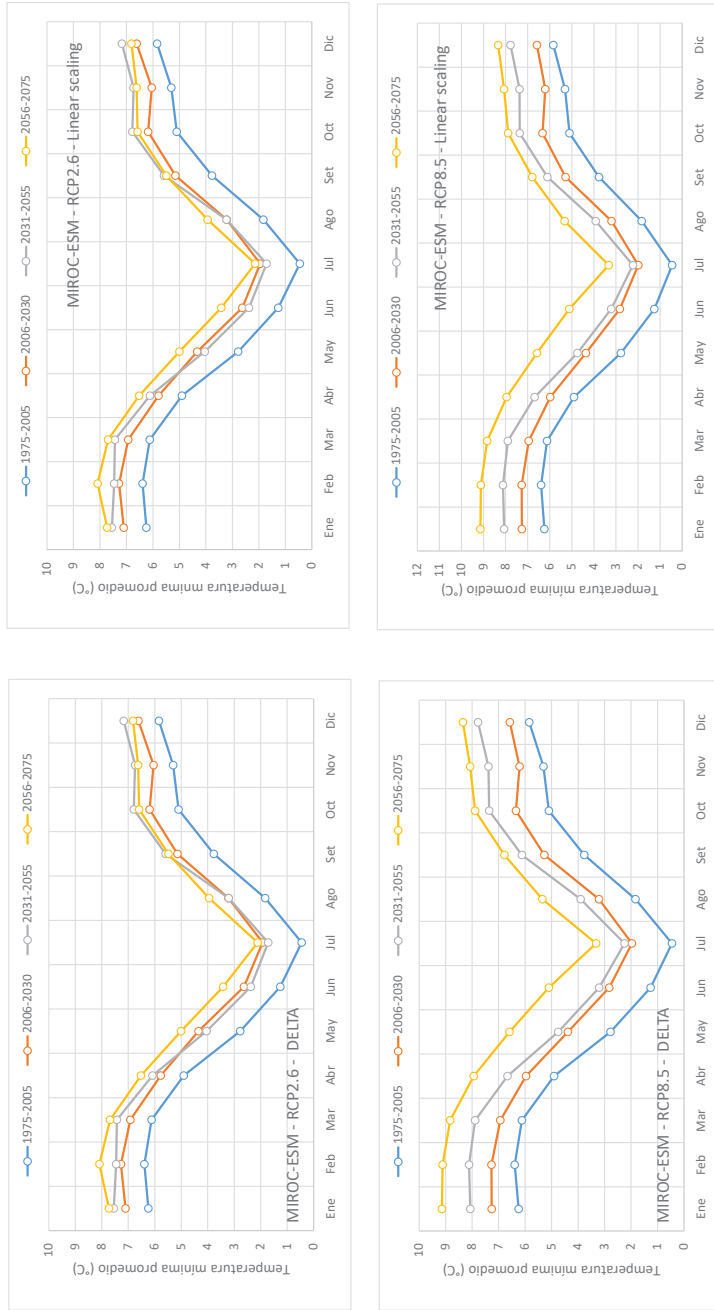 1975-2005 2006-2030 2031-2055 2056-2075
Temperatura mínima promedio (°C)
10
9
8
7
6
5
4
3
2
1
0
MIROC-ESM - RCP2.6 - DELTA
Ene Feb Mar Abr May Jun Jul Ago Set Oct Nov Dic
1975-2005 2006-2030 2031-2055 2056-2075
MIROC-ESM - RCP2.6 - Linear scaling
Temperatura mínima promedio (°C)
10
9
8
7
6
5
4
3
2
1
0
Ene Feb Mar Abr May Jun Jul Ago Set Oct Nov Dic
1975-2005 2006-2030 2031-2055 2056-2075
Temperatura mínima promedio (°C)
10
9
8
7
6
5
4
3
2
1
0
MIROC-ESM - RCP8.5 - DELTA
Ene Feb Mar Abr May Jun Jul Ago Set Oct Nov Dic
1975-2005 2006-2030 2031-2055 2056-2075
MIROC-ESM - RCP8.5 - Linear scaling
Temperatura mínima promedio (°C)
12
11
10
9
8
7
6
5
4
3
2
1
0
Ene Feb Mar Abr May Jun Jul Ago Set Oct Nov Dic